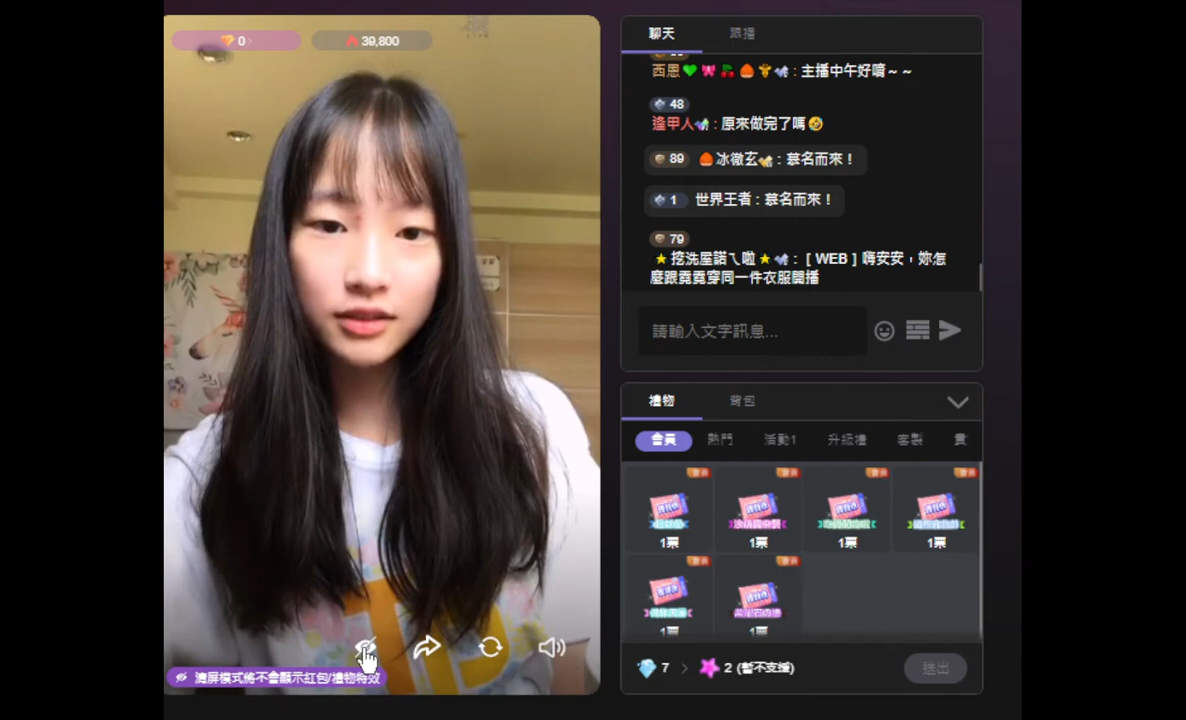 0
39,800
清屏模式將不會顯示紅包/禮物特效
聊天
跟播
西恩 : 主播中午好唷~~
48
逢甲人 : 原來做完了嗎
89 冰徹玄 : 慕名而來!
1 世界王者 : 慕名而來!
79
挖洗屋諾ㄟ啦 : [ WEB ] 嗨安安,妳怎
麼跟霓霓穿同一件衣服開播
請輸入文字訊息...
禮物
背包
會員 熱門 活動1 升級禮 客製
1票 1票 1票 1票
1票 1票
7 > 2 (暫不支援)
送出